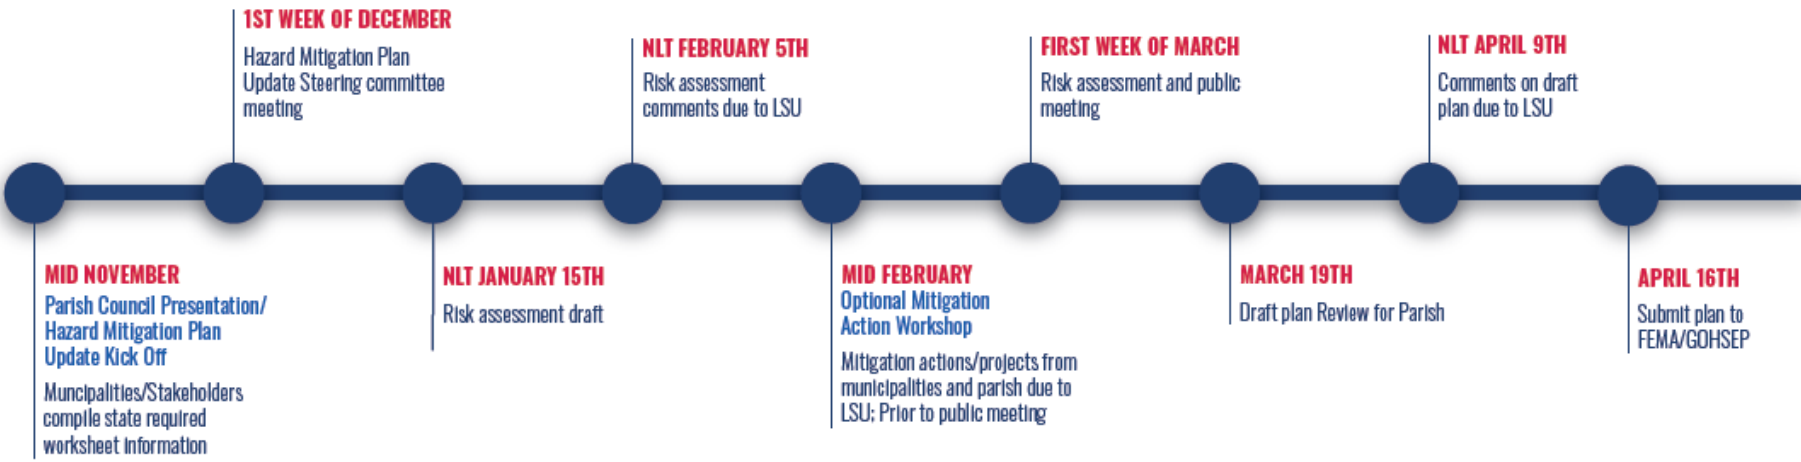 1ST WEEK OF DECEMBER
Hazard Mitigation Plan
Update Steering committee
meeting
NLT FEBRUARY 5TH
Risk assessment
comments due to LSU
FIRST WEEK OF MARCH
Risk assessment and public
meeting
NLT APRIL 9TH
Comments on draft
plan due to LSU
MID NOVEMBER
Parish Council Presentation/
Hazard Mitigation Plan
Update Kick Off
Muncipalities/Stakeholders
compile state required
worksheet information
NLT JANUARY 15TH
Risk assessment draft
MID FEBRUARY
Optional Mitigation
Action Workshop
Mitigation actions/projects from
municipalities and parish due to
LSU; Prior to public meeting
MARCH 19TH
Draft plan Review for Parish
APRIL 16TH
Submit plan to
FEMA/GOHSEP